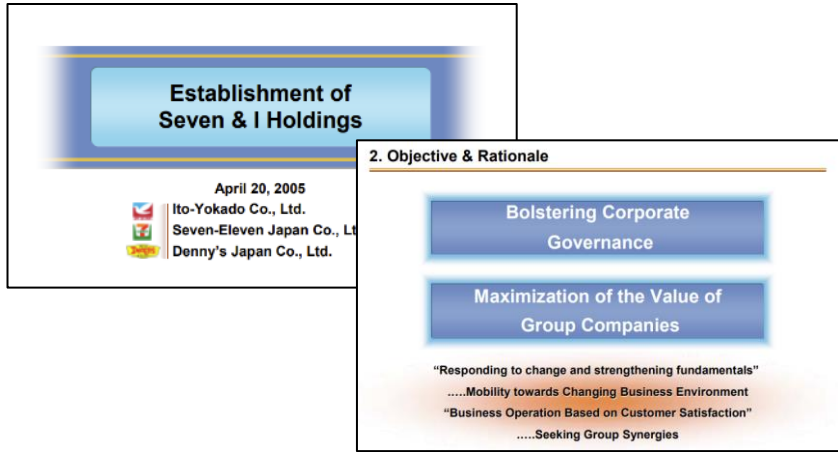 Establishment of
Seven & I Holdings
April 20, 2005
Ito-Yokado Co., Ltd.
Seven-Eleven Japan Co., Lt
Denny's Japan Co., Ltd.
2. Objective & Rationale
Bolstering Corporate
Governance
Maximization of the Value of
Group Companies
“Responding to change and strengthening fundamentals”
.....Mobility towards Changing Business Environment
“Business Operation Based on Customer Satisfaction”
.....Seeking Group Synergies